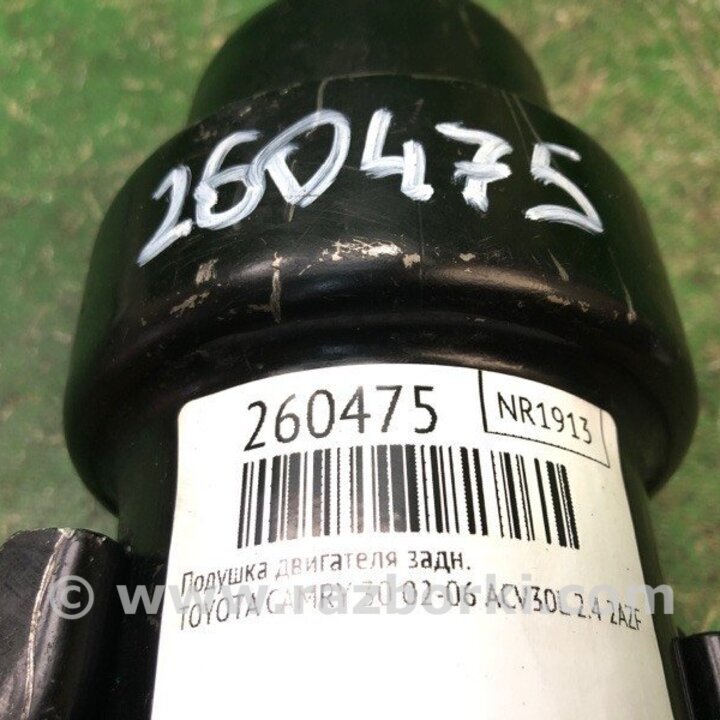 260475
260475
NR1913
Подушка двигателя задн.
TOYOTA CAMRY 30 02-06 ACV30L 2.4 2AZF
© www.razborki.com